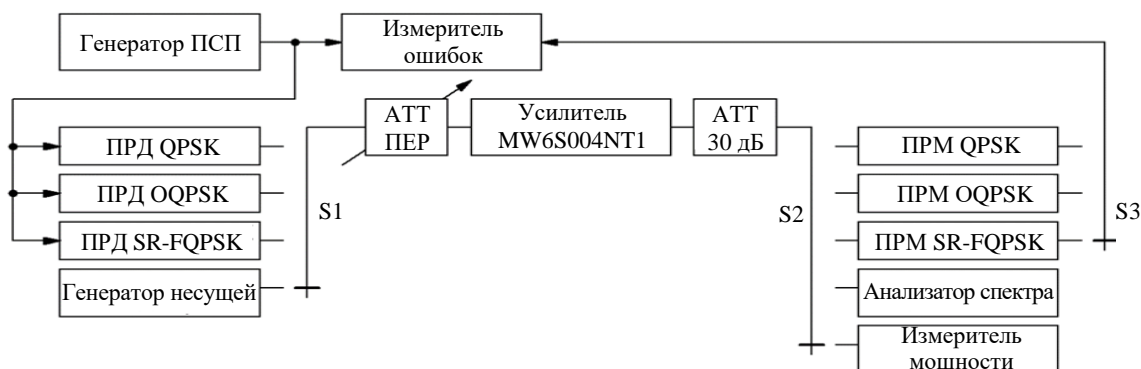 Генератор ПСП
Измеритель
ошибок
АТТ
ПЕР
Усилитель
MW6S004NT1
АТТ
30 дБ
ПРД QPSK
ПРД OQPSK
ПРД SR-FQPSK
Генератор несущей
S1
S2
ПРМ QPSK
ПРМ OQPSK
ПРМ SR-FQPSK
Анализатор спектра
Измеритель
мощности
S3